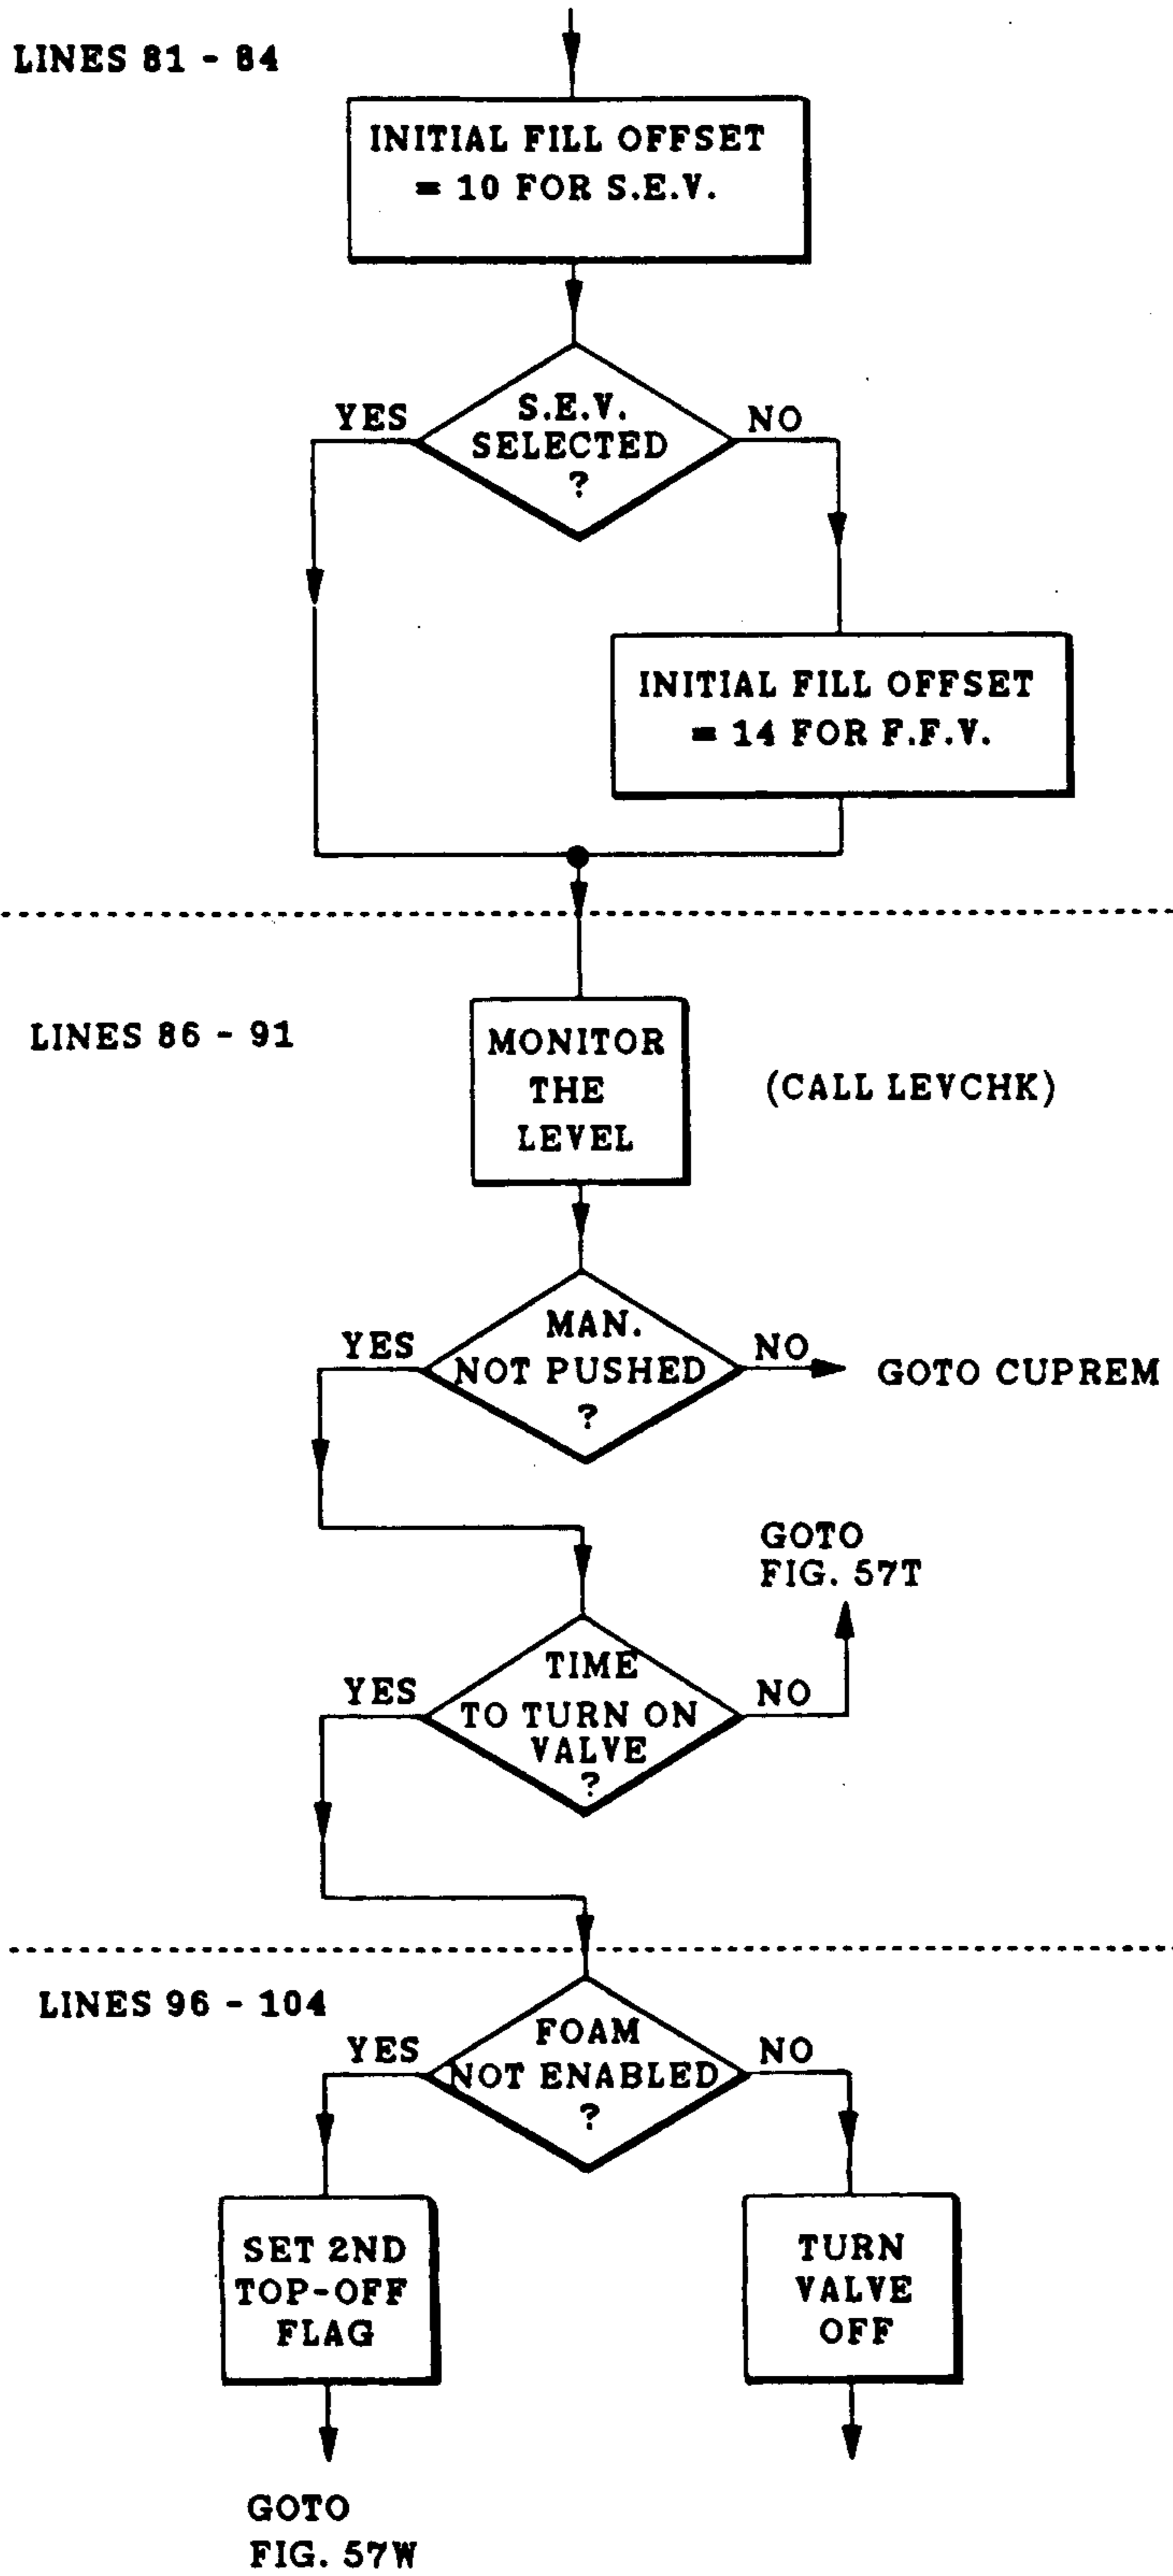 LINES 81 - 84
INITIAL FILL OFFSET
= 10 FOR S.E.V.
YES
S.E.V.
SELECTED
?
NO
INITIAL FILL OFFSET
= 14 FOR F.F.V.
LINES 86 - 91
MONITOR
THE
LEVEL
(CALL LEVCHK)
YES
MAN.
NOT PUSHED
?
NO
GOTO CUPREM
GOTO
FIG. 57T
YES
TIME
TO TURN ON
VALVE
?
NO
LINES 96 - 104
YES
FOAM
NOT ENABLED
?
NO
SET 2ND
TOP-OFF
FLAG
TURN
VALVE
OFF
GOTO
FIG. 57W